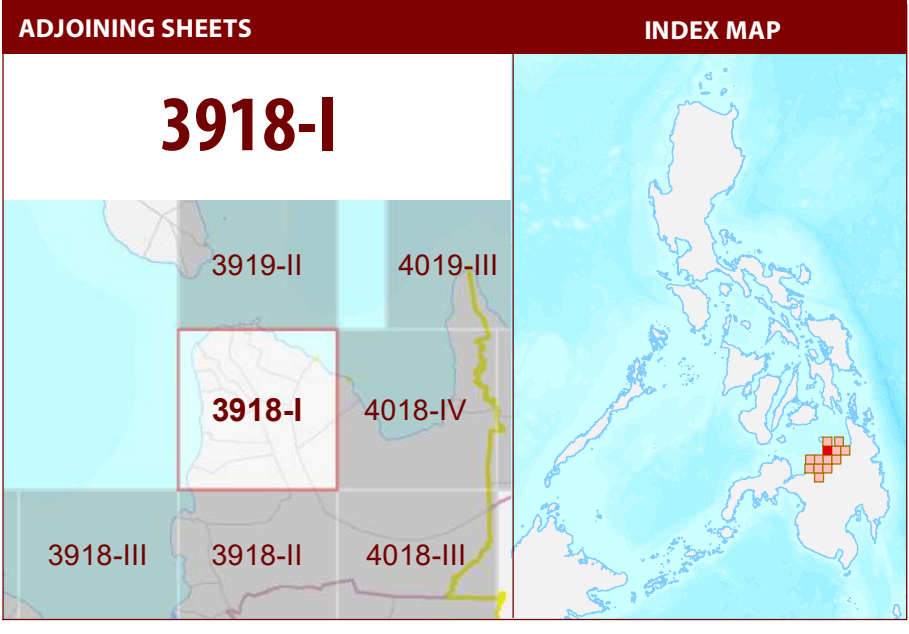 ADJOINING SHEETS
INDEX MAP
3918-I
3919-II
4019-III
3918-I
4018-IV
3918-III
3918-II
4018-III